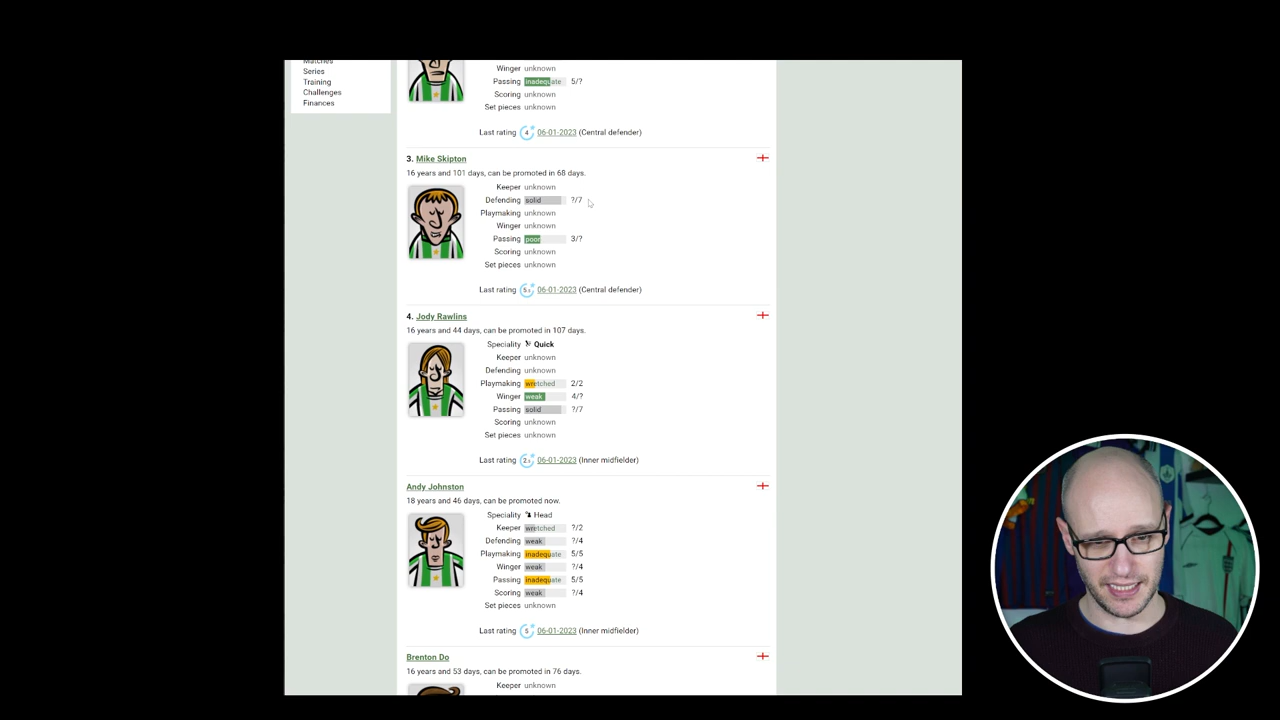 Matches
Series
Training
Challenges
Finances
Winger unknown
Passing inadequate 5/?
Scoring unknown
Set pieces unknown
Last rating 4 06-01-2023 (Central defender)
3. Mike Skipton
16 years and 101 days, can be promoted in 68 days.
Keeper unknown
Defending solid ?/7
Playmaking unknown
Winger unknown
Passing poor 3/?
Scoring unknown
Set pieces unknown
Last rating 5.5 06-01-2023 (Central defender)
4. Jody Rawlins
16 years and 44 days, can be promoted in 107 days.
Speciality Quick
Keeper unknown
Defending unknown
Playmaking wretched 2/2
Winger weak 4/?
Passing solid ?/7
Scoring unknown
Set pieces unknown
Last rating 2.5 06-01-2023 (Inner midfielder)
Andy Johnston
18 years and 46 days, can be promoted now.
Speciality Head
Keeper wretched ?/2
Defending weak ?/4
Playmaking inadequate 5/5
Winger weak ?/4
Passing inadequate 5/5
Scoring weak ?/4
Set pieces unknown
Last rating 5 06-01-2023 (Inner midfielder)
Brenton Do
16 years and 53 days, can be promoted in 76 days.
Keeper unknown